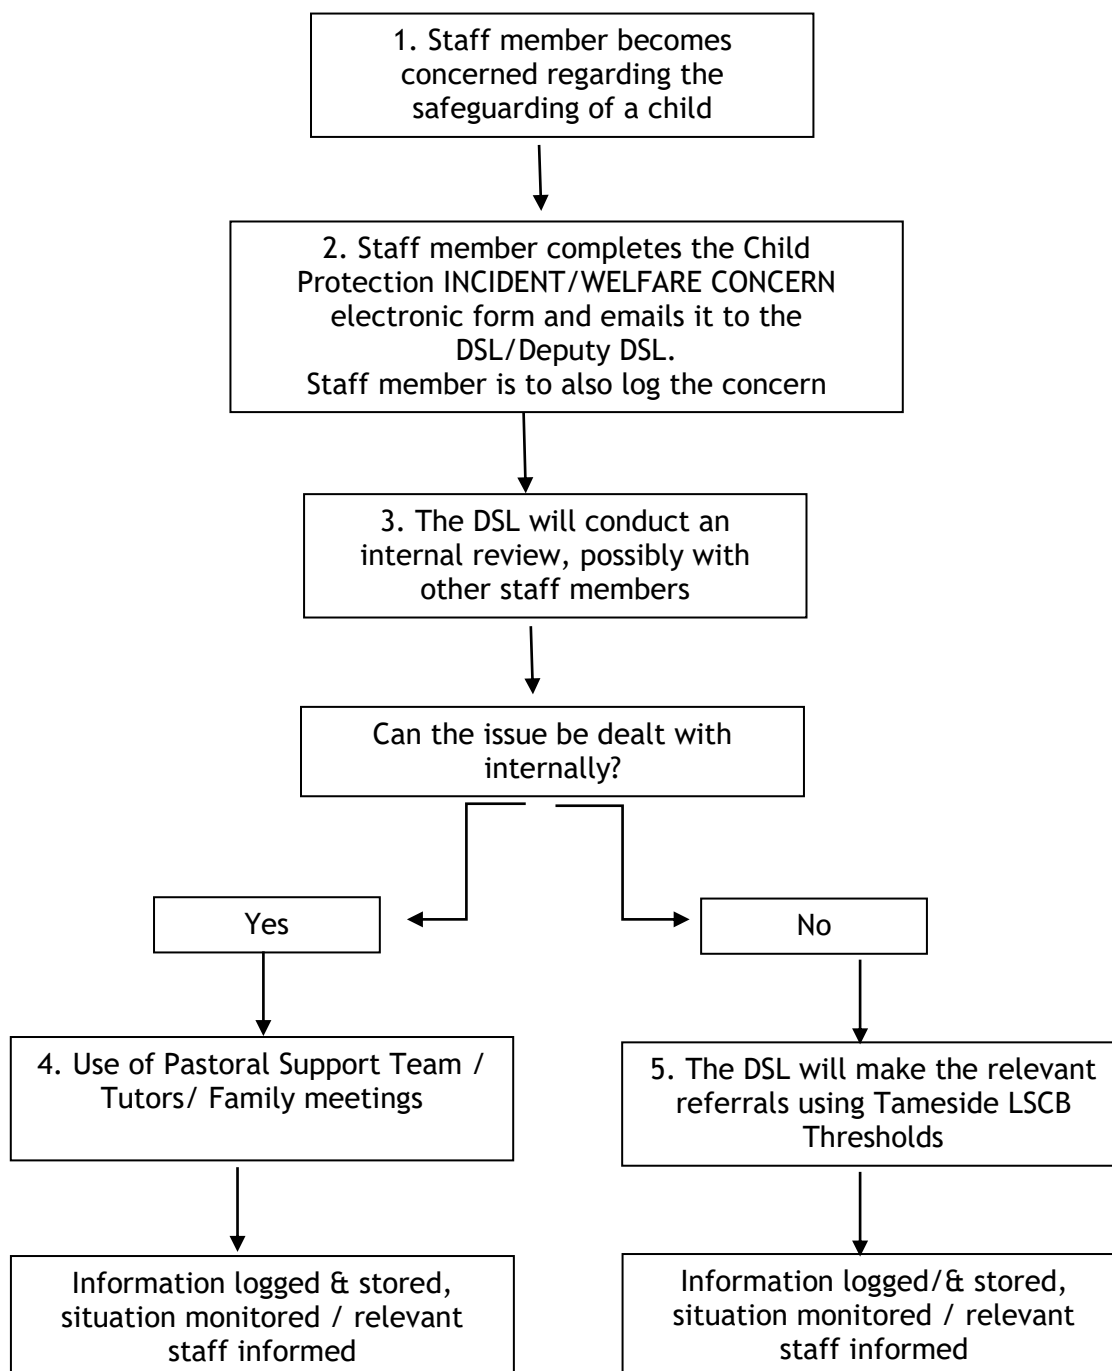 1. Staff member becomes
concerned regarding the
safeguarding of a child
2. Staff member completes the Child
Protection INCIDENT/WELFARE CONCERN
electronic form and emails it to the
DSL/Deputy DSL.
Staff member is to also log the concern
3. The DSL will conduct an
internal review, possibly with
other staff members
Can the issue be dealt with
internally?
Yes
No
4. Use of Pastoral Support Team /
Tutors/ Family meetings
5. The DSL will make the relevant
referrals using Tameside LSCB
Thresholds
Information logged & stored,
situation monitored / relevant
staff informed
Information logged/& stored,
situation monitored / relevant
staff informed